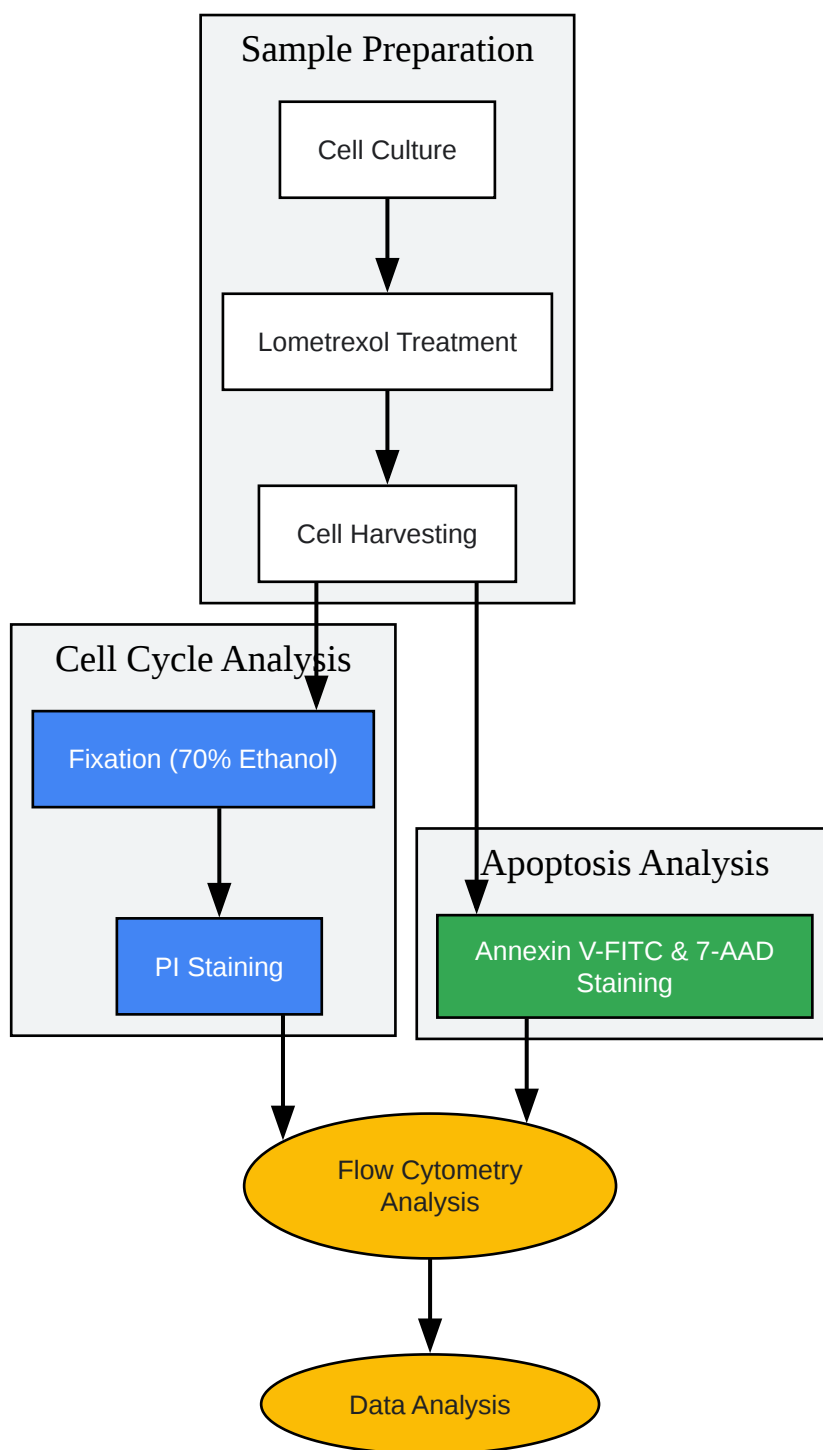 Sample Preparation
Cell Culture
Lometrexol Treatment
Cell Harvesting
Cell Cycle Analysis
Fixation (70% Ethanol)
PI Staining
Apoptosis Analysis
Annexin V-FITC & 7-AAD
Staining
Flow Cytometry
Analysis
Data Analysis